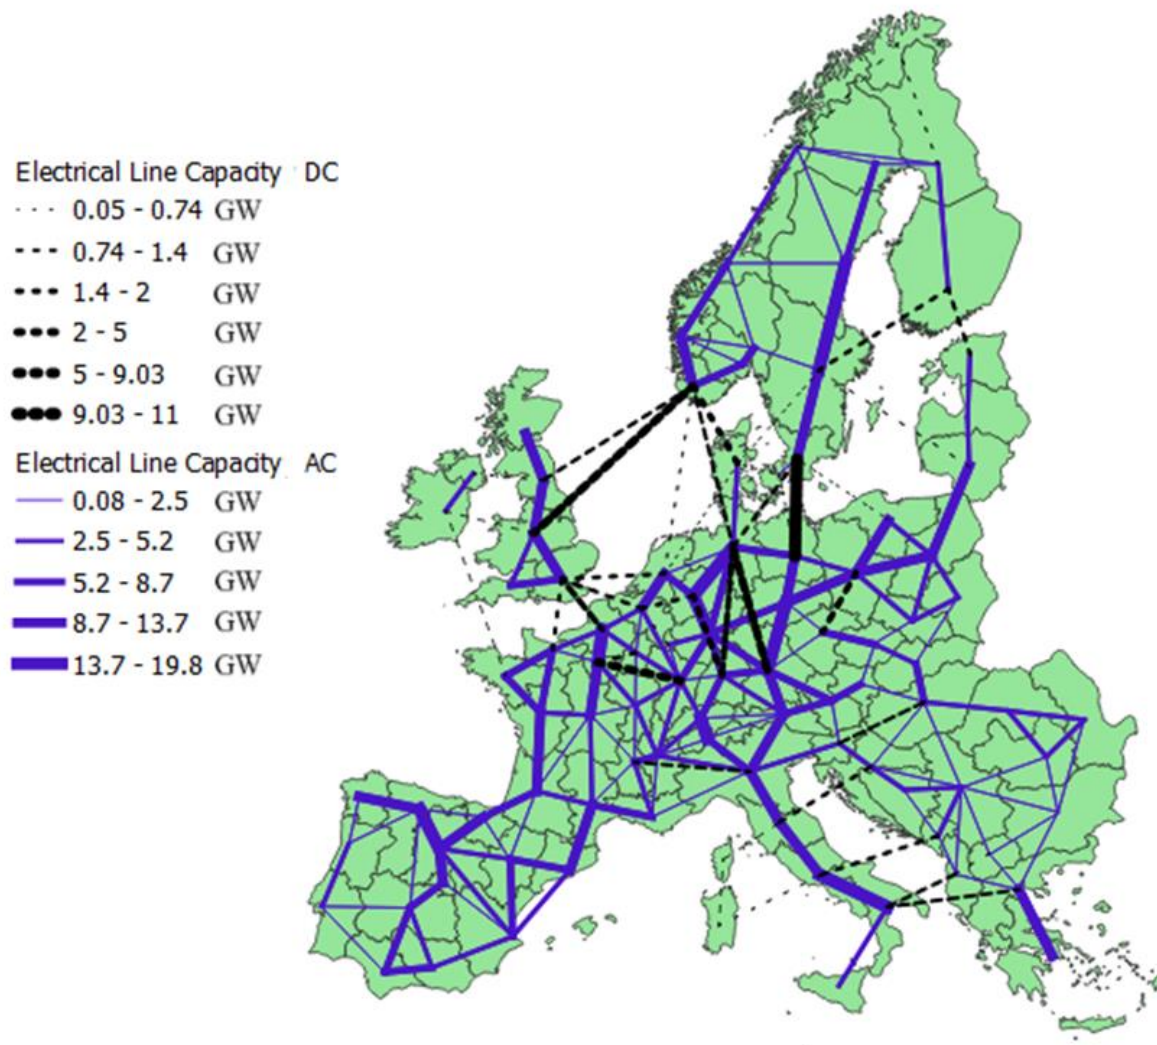 Electrical Line Capacity DC
0.05 - 0.74 GW
0.74 - 1.4 GW
1.4 - 2 GW
2 - 5 GW
5 - 9.03 GW
9.03 - 11 GW
Electrical Line Capacity AC
0.08 - 2.5 GW
2.5 - 5.2 GW
5.2 - 8.7 GW
8.7 - 13.7 GW
13.7 - 19.8 GW